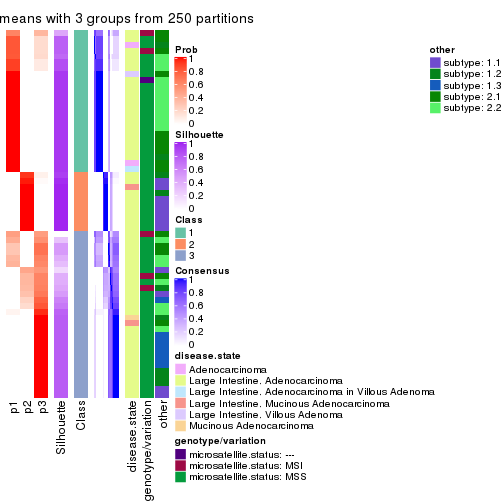 means with 3 groups from 250 partitions
Prob
1
0.8
0.6
0.4
0.2
0
Silhouette
1
0.8
0.6
0.4
0.2
0
Class
1
2
3
Consensus
1
0.8
0.6
0.4
0.2
0
disease.state
Adenocarcinoma
Large Intestine. Adenocarcinoma
Large Intestine. Adenocarcinoma in Villous Adenoma
Large Intestine. Mucinous Adenocarcinoma
Large Intestine. Villous Adenoma
Mucinous Adenocarcinoma
genotype/variation
microsatellite.status: ---
microsatellite.status: MSI
microsatellite.status: MSS
other
subtype: 1.1
subtype: 1.2
subtype: 1.3
subtype: 2.1
subtype: 2.2
p1
p2
p3
Silhouette
Class
disease.state
genotype/variation
other